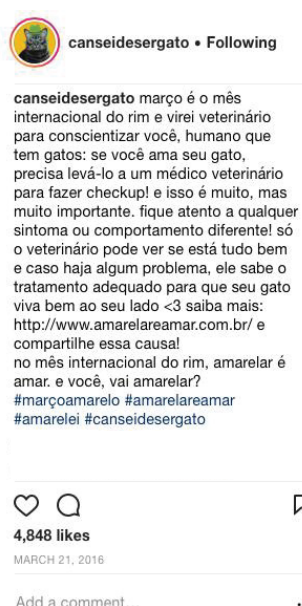 canseidesergato • Following
canseidesergato março é o mês
internacional do rim e virei veterinário
para conscientizar você, humano que
tem gatos: se você ama seu gato,
precisa levá-lo a um médico veterinário
para fazer checkup! e isso é muito, mas
muito importante. fique atento a qualquer
sintoma ou comportamento diferente! só
o veterinário pode ver se está tudo bem
e caso haja algum problema, ele sabe o
tratamento adequado para que seu gato
viva bem ao seu lado <3 saiba mais:
http://www.amarelareamar.com.br/ e
compartilhe essa causa!
no mês internacional do rim, amarelar é
amar. e você, vai amarelar?
#marçoamarelo #amarelareamar
#amarelei #canseidesergato
4,848 likes
MARCH 21, 2016
Add a comment...